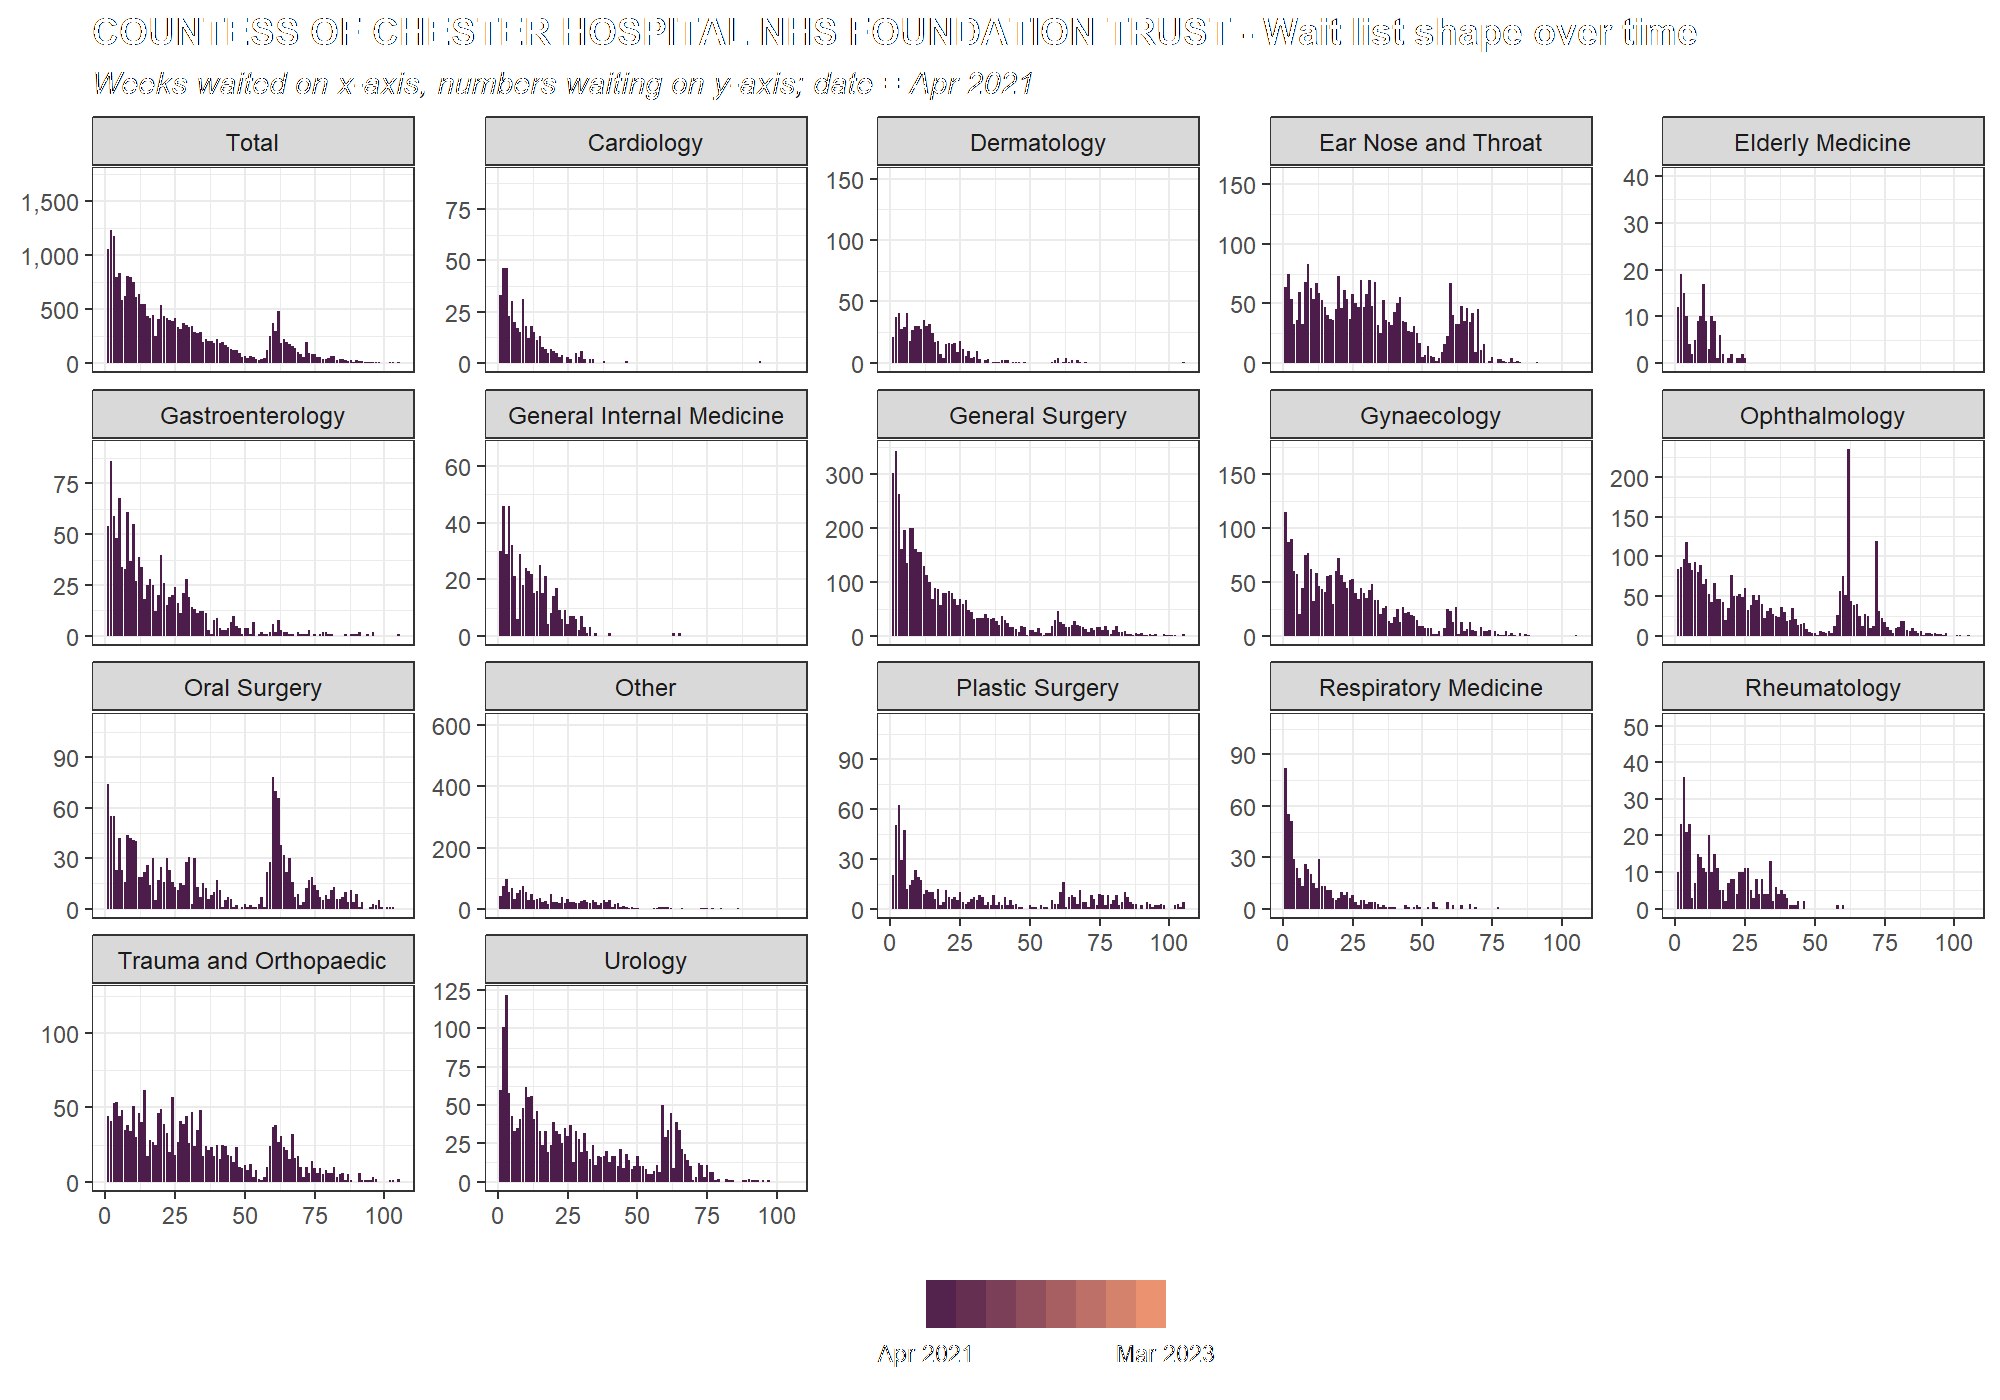 COUNTESS OF CHESTER HOSPITAL NHS FOUNDATION TRUST - Wait list shape over time
Weeks waited on x-axis, numbers waiting on y-axis; date = Apr 2021
Total
Cardiology
Dermatology
Ear Nose and Throat
Elderly Medicine
1,500
1,000
500
0
75
50
25
0
150
100
50
0
150
100
50
0
40
30
20
10
0
Gastroenterology
General Internal Medicine
General Surgery
Gynaecology
Ophthalmology
75
50
25
0
60
40
20
0
300
200
100
0
150
100
50
0
200
150
100
50
0
Oral Surgery
Other
Plastic Surgery
Respiratory Medicine
Rheumatology
90
60
30
0
600
400
200
0
90
60
30
0
90
60
30
0
50
40
30
20
10
0
0 25 50 75 100
0 25 50 75 100
0 25 50 75 100
Trauma and Orthopaedic
Urology
100
50
0
125
100
75
50
25
0
0 25 50 75 100
0 25 50 75 100
Apr 2021
Mar 2023